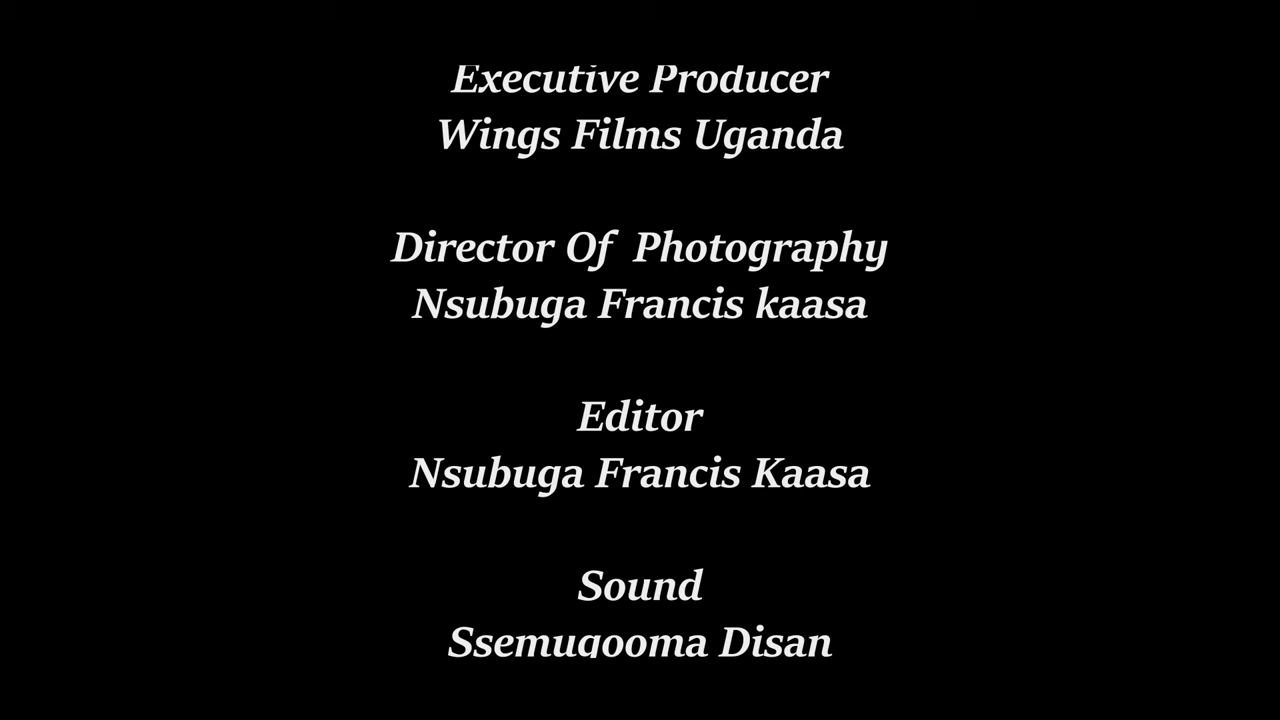 Executive Producer
Wings Films Uganda
Director Of Photography
Nsubuga Francis kaasa
Editor
Nsubuga Francis Kaasa
Sound
Ssemugooma Disan